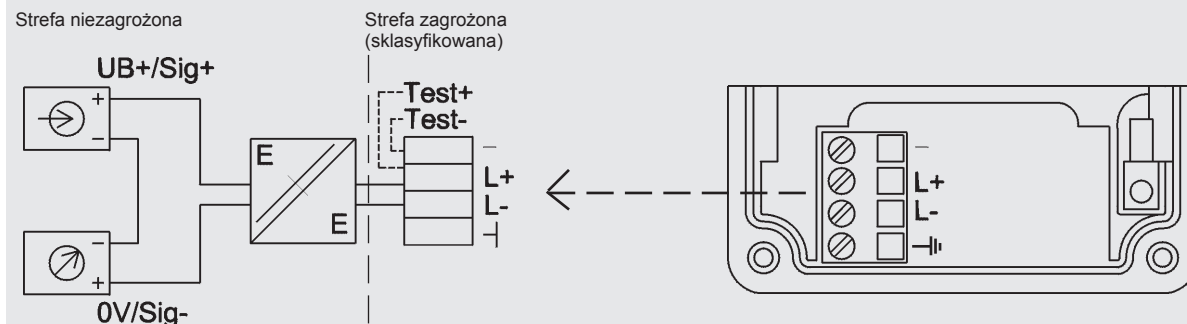 Strefa niezagrożona
Strefa zagrożona
(sklasyfikowana)
UB+/Sig+
+
−
E
E
−
+
0V/Sig-
Test+
Test-
−
L+
L-
−
L+
L-